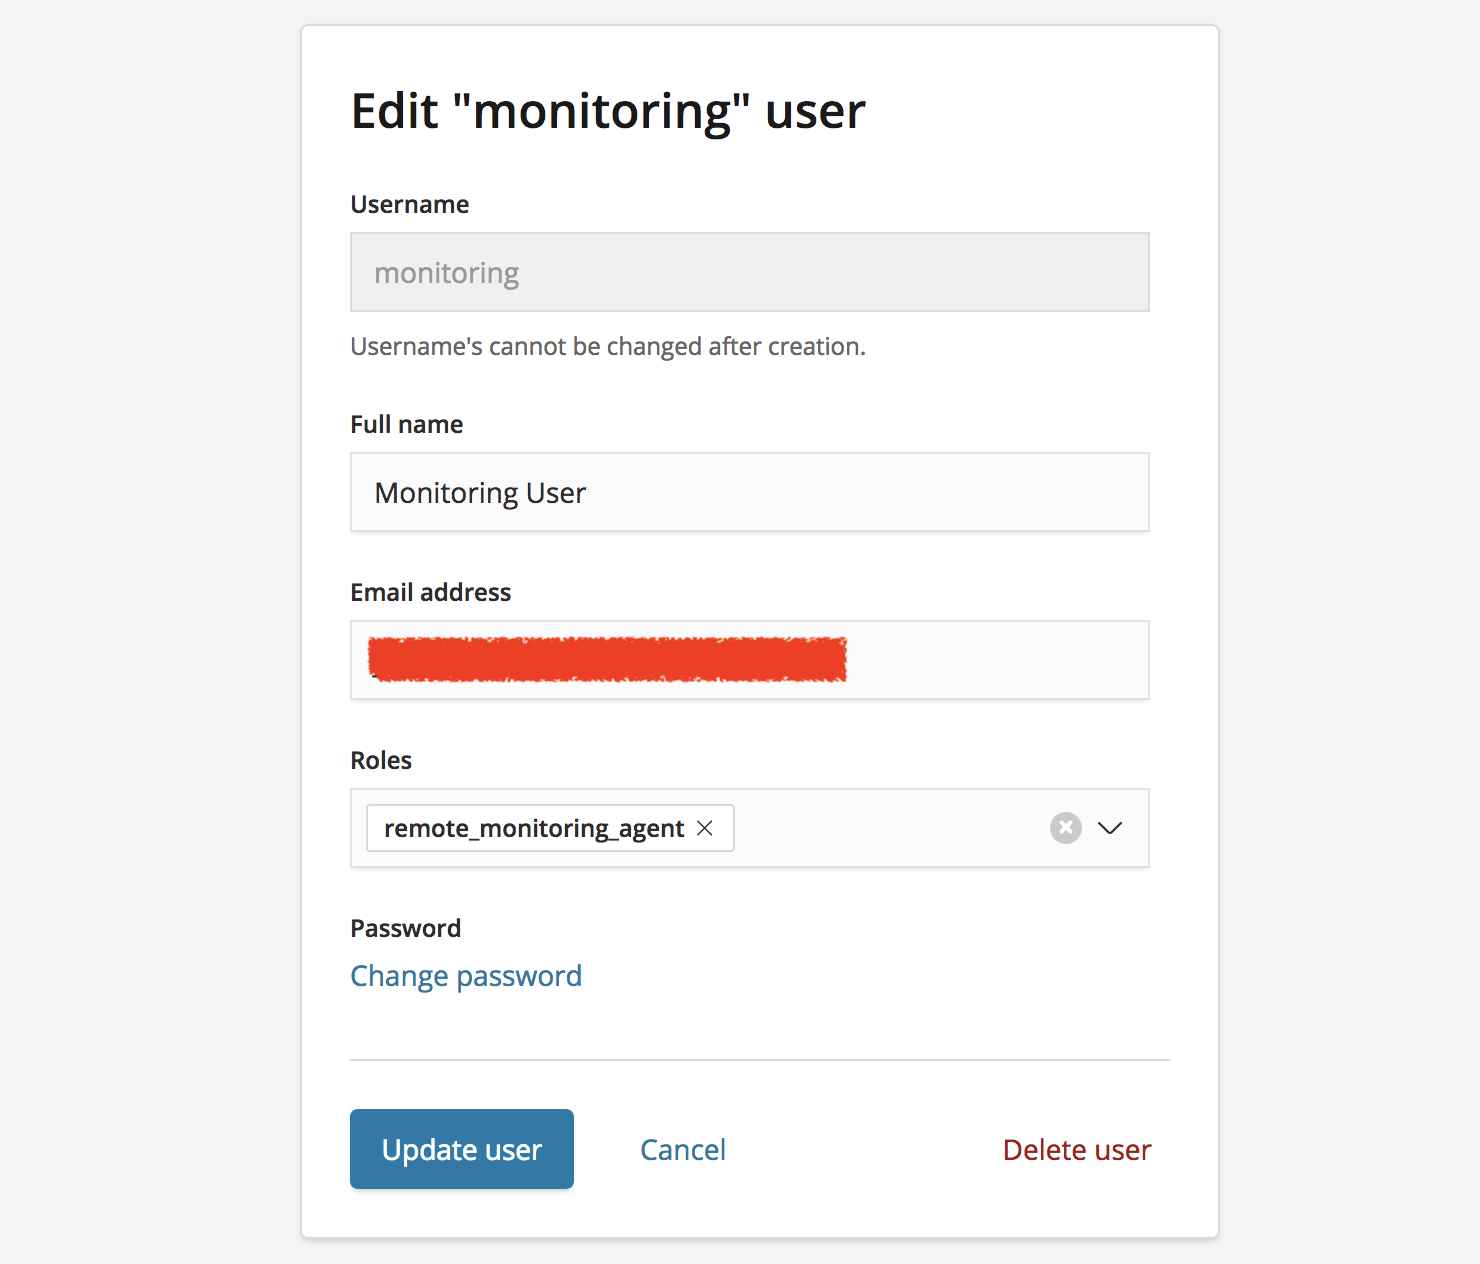 Edit "monitoring" user
Username
monitoring
Username's cannot be changed after creation.
Full name
Monitoring User
Email address
Roles
remote_monitoring_agent
Password
Change password
Update user
Cancel
Delete user